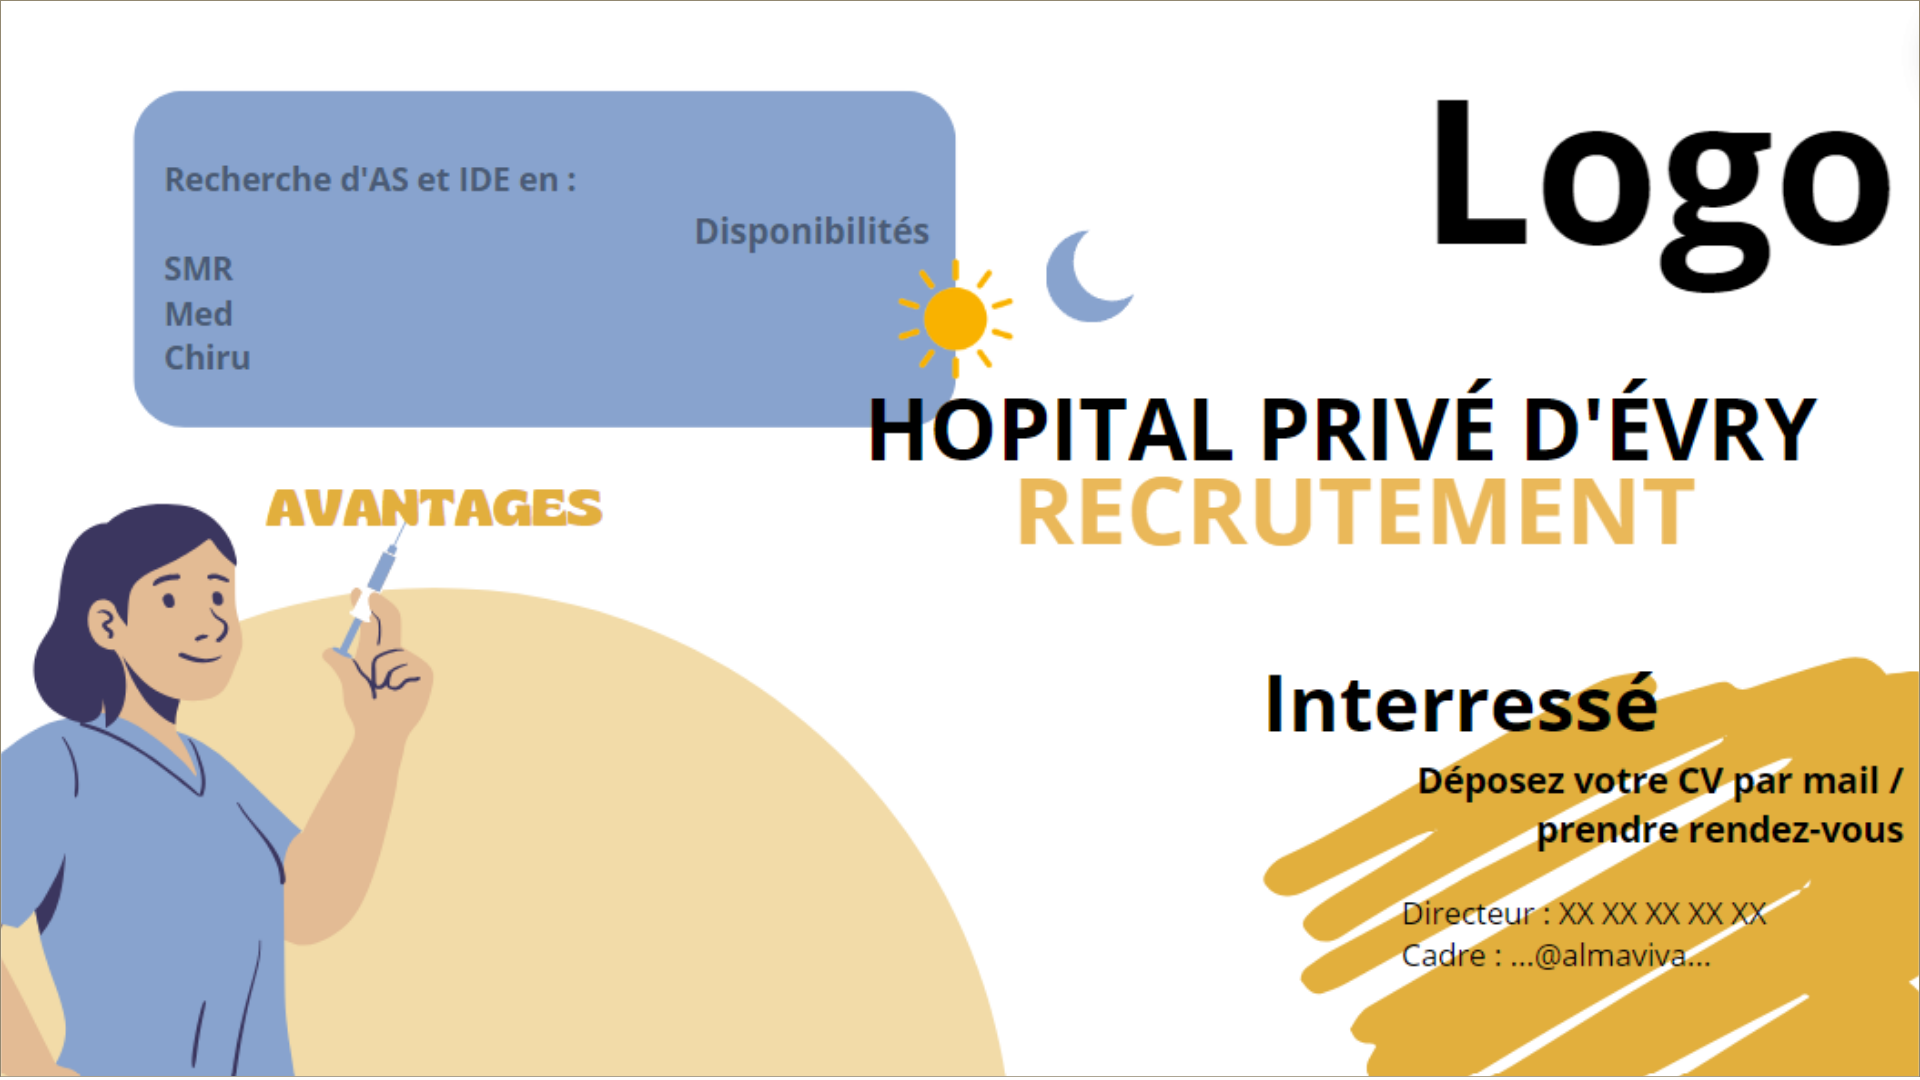 Logo
Recherche d'AS et IDE en :
Disponibilités
SMR
Med
Chiru
HOPITAL PRIVÉ D'ÉVRY
RECRUTEMENT
AVANTAGES
Interressé
Déposez votre CV par mail /
prendre rendez-vous
Directeur : XX XX XX XX XX
Cadre : ...@almaviva...